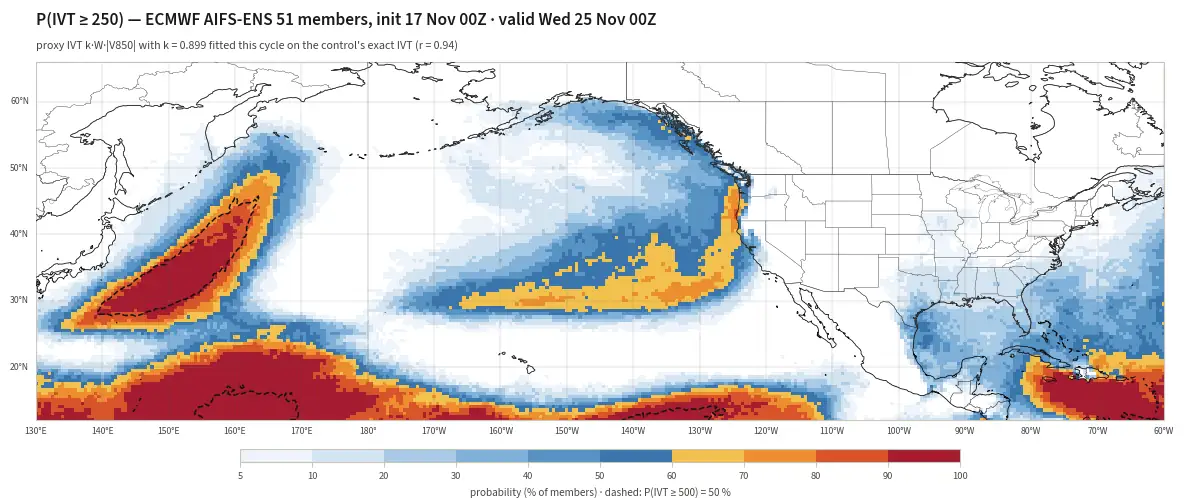 P(IVT ≥ 250) — ECMWF AIFS-ENS 51 members, init 17 Nov 00Z · valid Wed 25 Nov 00Z
proxy IVT k·W·|V850| with k = 0.899 fitted this cycle on the control's exact IVT (r = 0.94)
60°N
50°N
40°N
30°N
20°N
130°E 140°E 150°E 160°E 170°E 180° 170°W 160°W 150°W 140°W 130°W 120°W 110°W 100°W 90°W 80°W 70°W 60°W
5 10 20 30 40 50 60 70 80 90 100
probability (% of members) · dashed: P(IVT ≥ 500) = 50 %